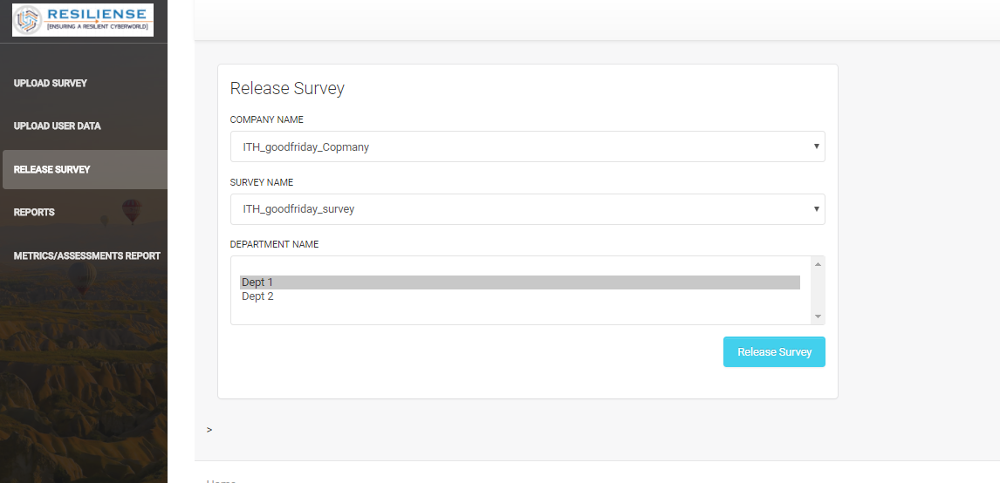 RESILIENSE
[ENSURING A RESILIENT CYBERWORLD]
UPLOAD SURVEY
UPLOAD USER DATA
RELEASE SURVEY
REPORTS
METRICS/ASSESSMENTS REPORT
Release Survey
COMPANY NAME
ITH_goodfriday_Copmany
SURVEY NAME
ITH_goodfriday_survey
DEPARTMENT NAME
Dept 1
Dept 2
Release Survey
>
Home